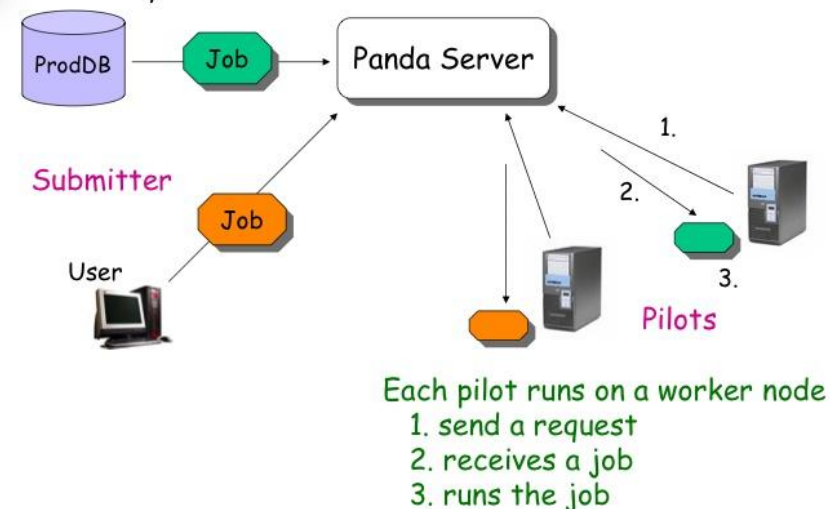 ProdDB
Job
Panda Server
1.
Submitter
2.
Job
User
3.
Pilots
Each pilot runs on a worker node
1. send a request
2. receives a job
3. runs the job